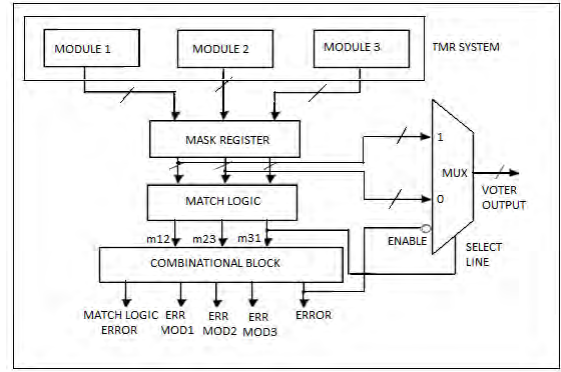 MODULE 1
MODULE 2
MODULE 3
TMR SYSTEM
MASK REGISTER
1
MUX
VOTER
OUTPUT
MATCH LOGIC
0
m12
m23
m31
ENABLE
SELECT
LINE
COMBINATIONAL BLOCK
MATCH LOGIC
ERROR
ERR
MOD1
ERR
MOD2
ERR
MOD3
ERROR